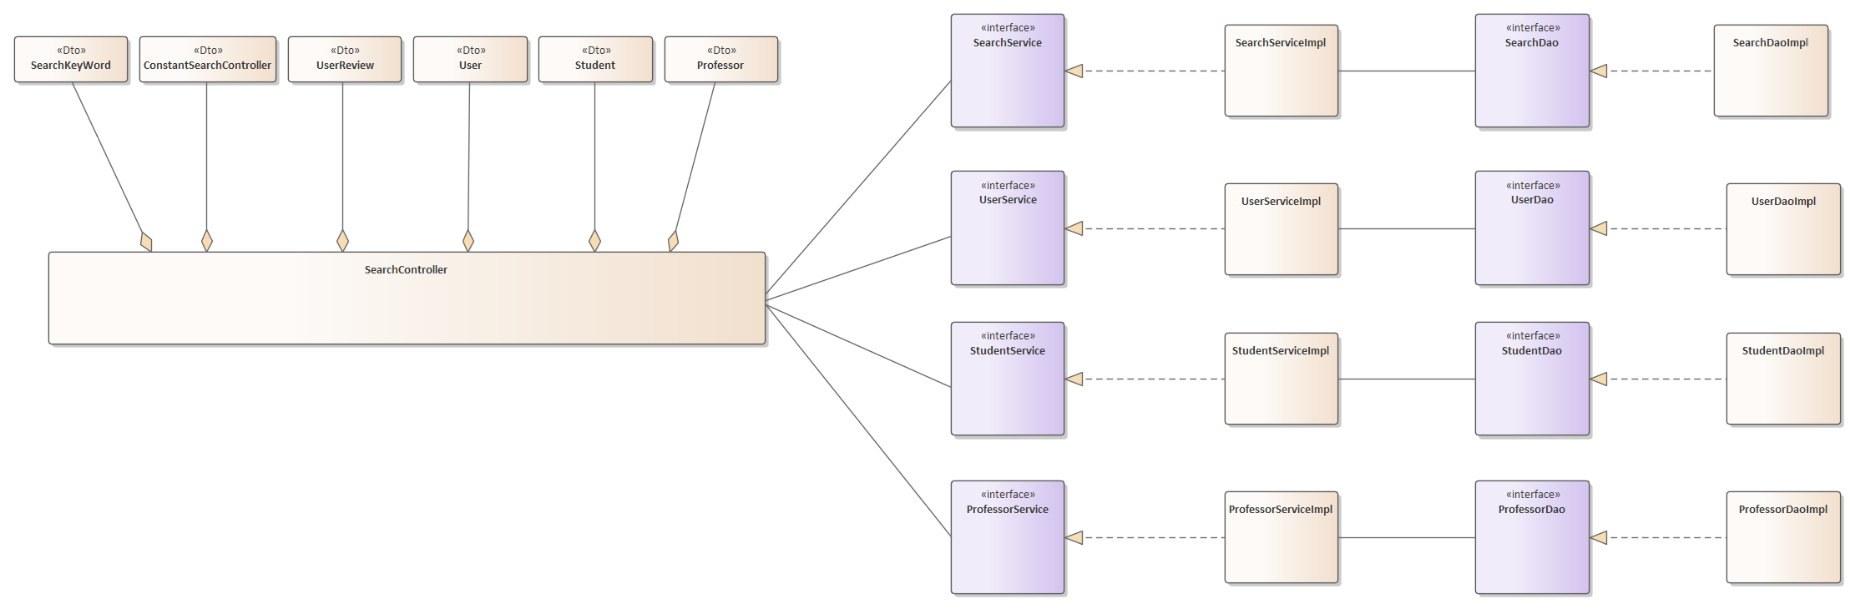 «Dto»
SearchKeyWord
«Dto»
ConstantSearchController
«Dto»
UserReview
«Dto»
User
«Dto»
Student
«Dto»
Professor
SearchController
«interface»
SearchService
SearchServiceImpl
«interface»
SearchDao
SearchDaoImpl
«interface»
UserService
UserServiceImpl
«interface»
UserDao
UserDaoImpl
«interface»
StudentService
StudentServiceImpl
«interface»
StudentDao
StudentDaoImpl
«interface»
ProfessorService
ProfessorServiceImpl
«interface»
ProfessorDao
ProfessorDaoImpl